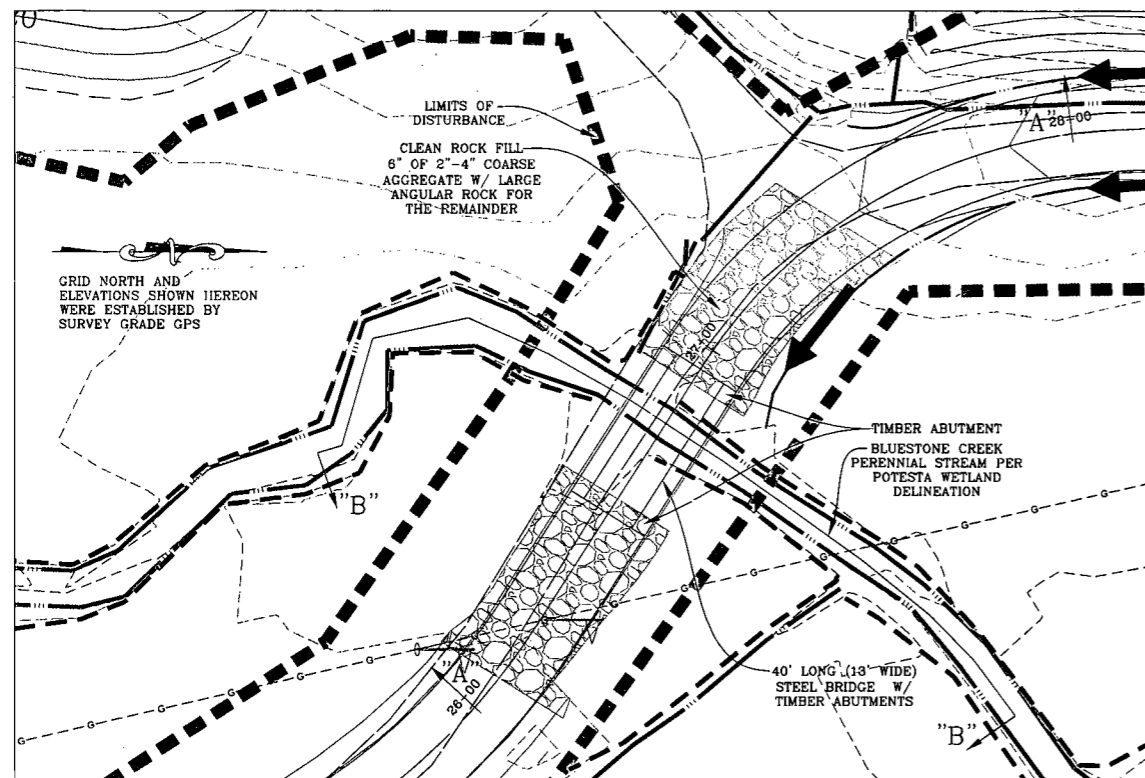 0
LIMITS OF
DISTURBANCE
CLEAN ROCK FILL
6" OF 2"-4" COARSE
AGGREGATE W/ LARGE
ANGULAR ROCK FOR
THE REMAINDER
"A"
28+00
GRID NORTH AND
ELEVATIONS SHOWN HEREON
WERE ESTABLISHED BY
SURVEY GRADE GPS
27+00
TIMBER ABUTMENT
BLUESTONE CREEK
PERENNIAL STREAM PER
POTESTA WETLAND
DELINEATION
"B"
G
G
G
G
G
G
G
G
G
G
"A"
26+00
40' LONG (13' WIDE)
STEEL BRIDGE W/
TIMBER ABUTMENTS
"B"